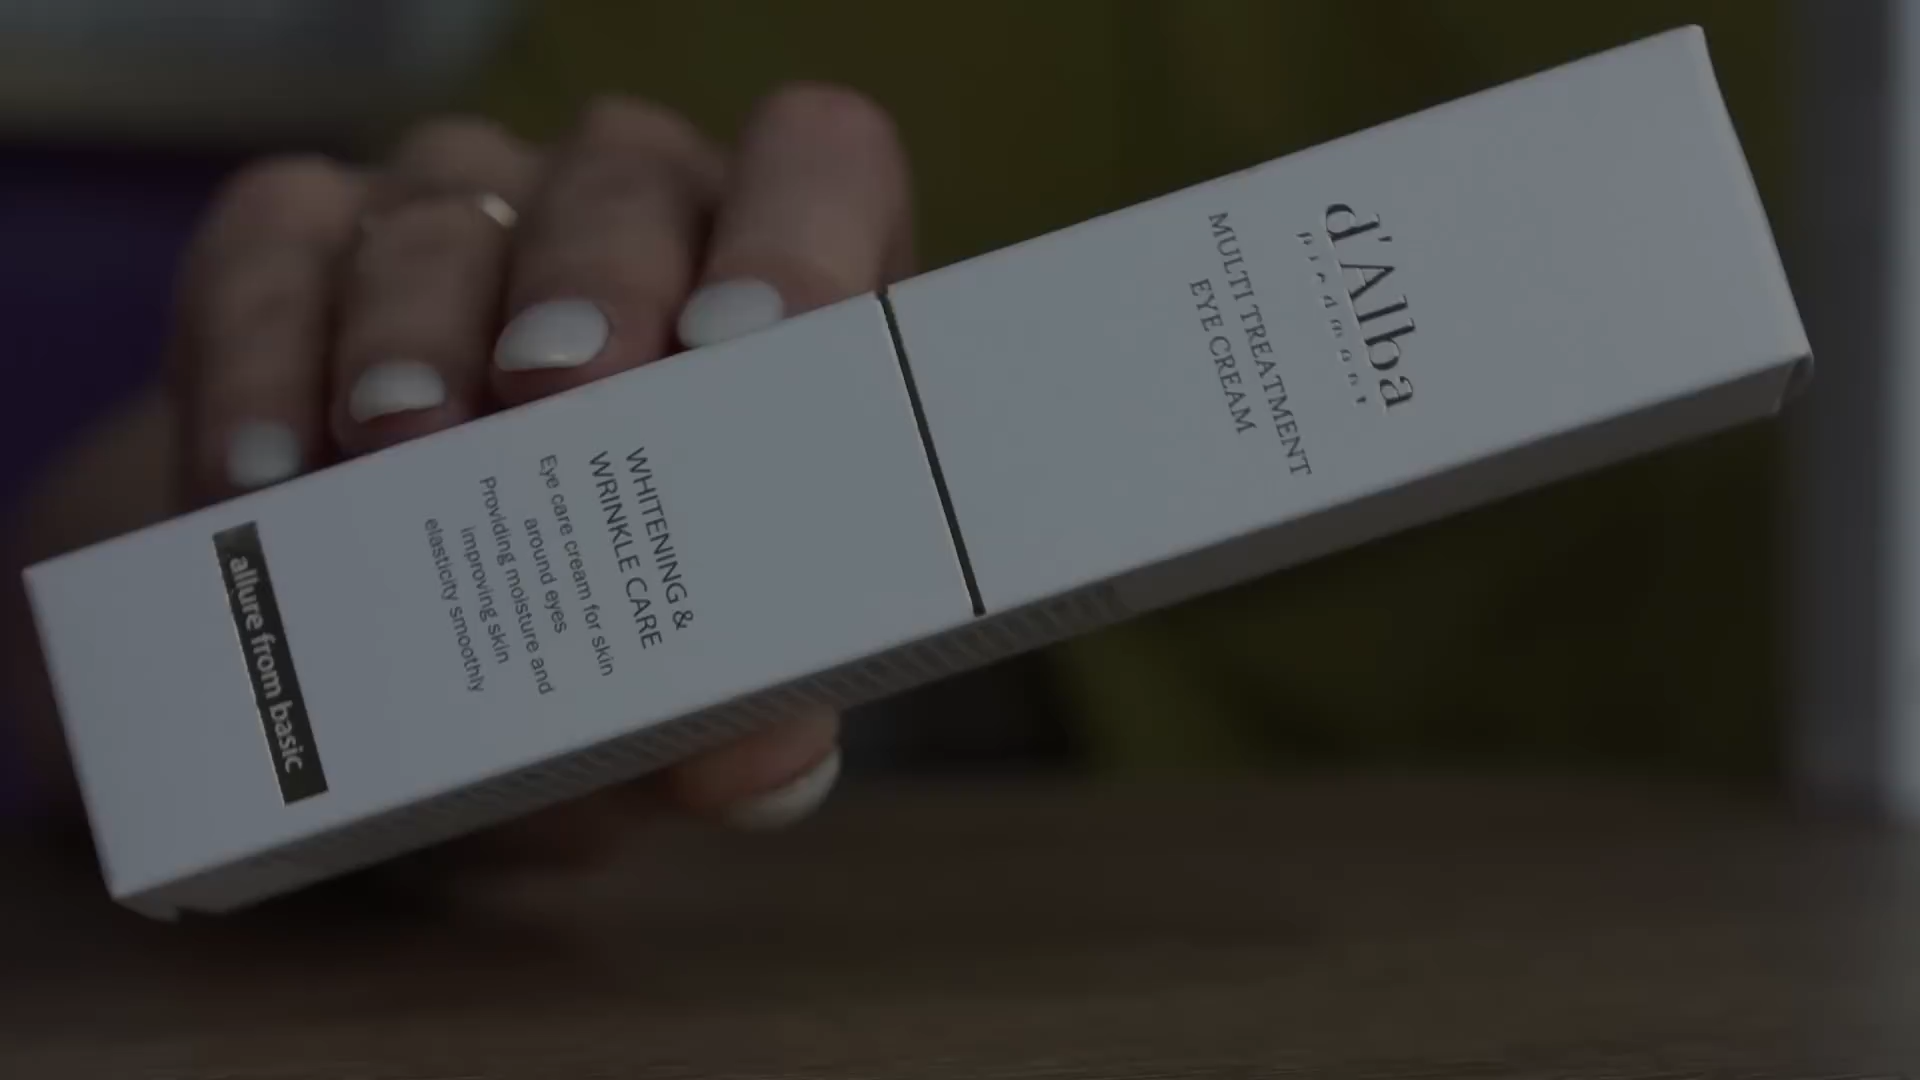 d'Alba
Piedmont
MULTI TREATMENT
EYE CREAM
WHITENING &
WRINKLE CARE
Eye care cream for skin
around eyes
Providing moisture and
improving skin
elasticity smoothly
allure from basic